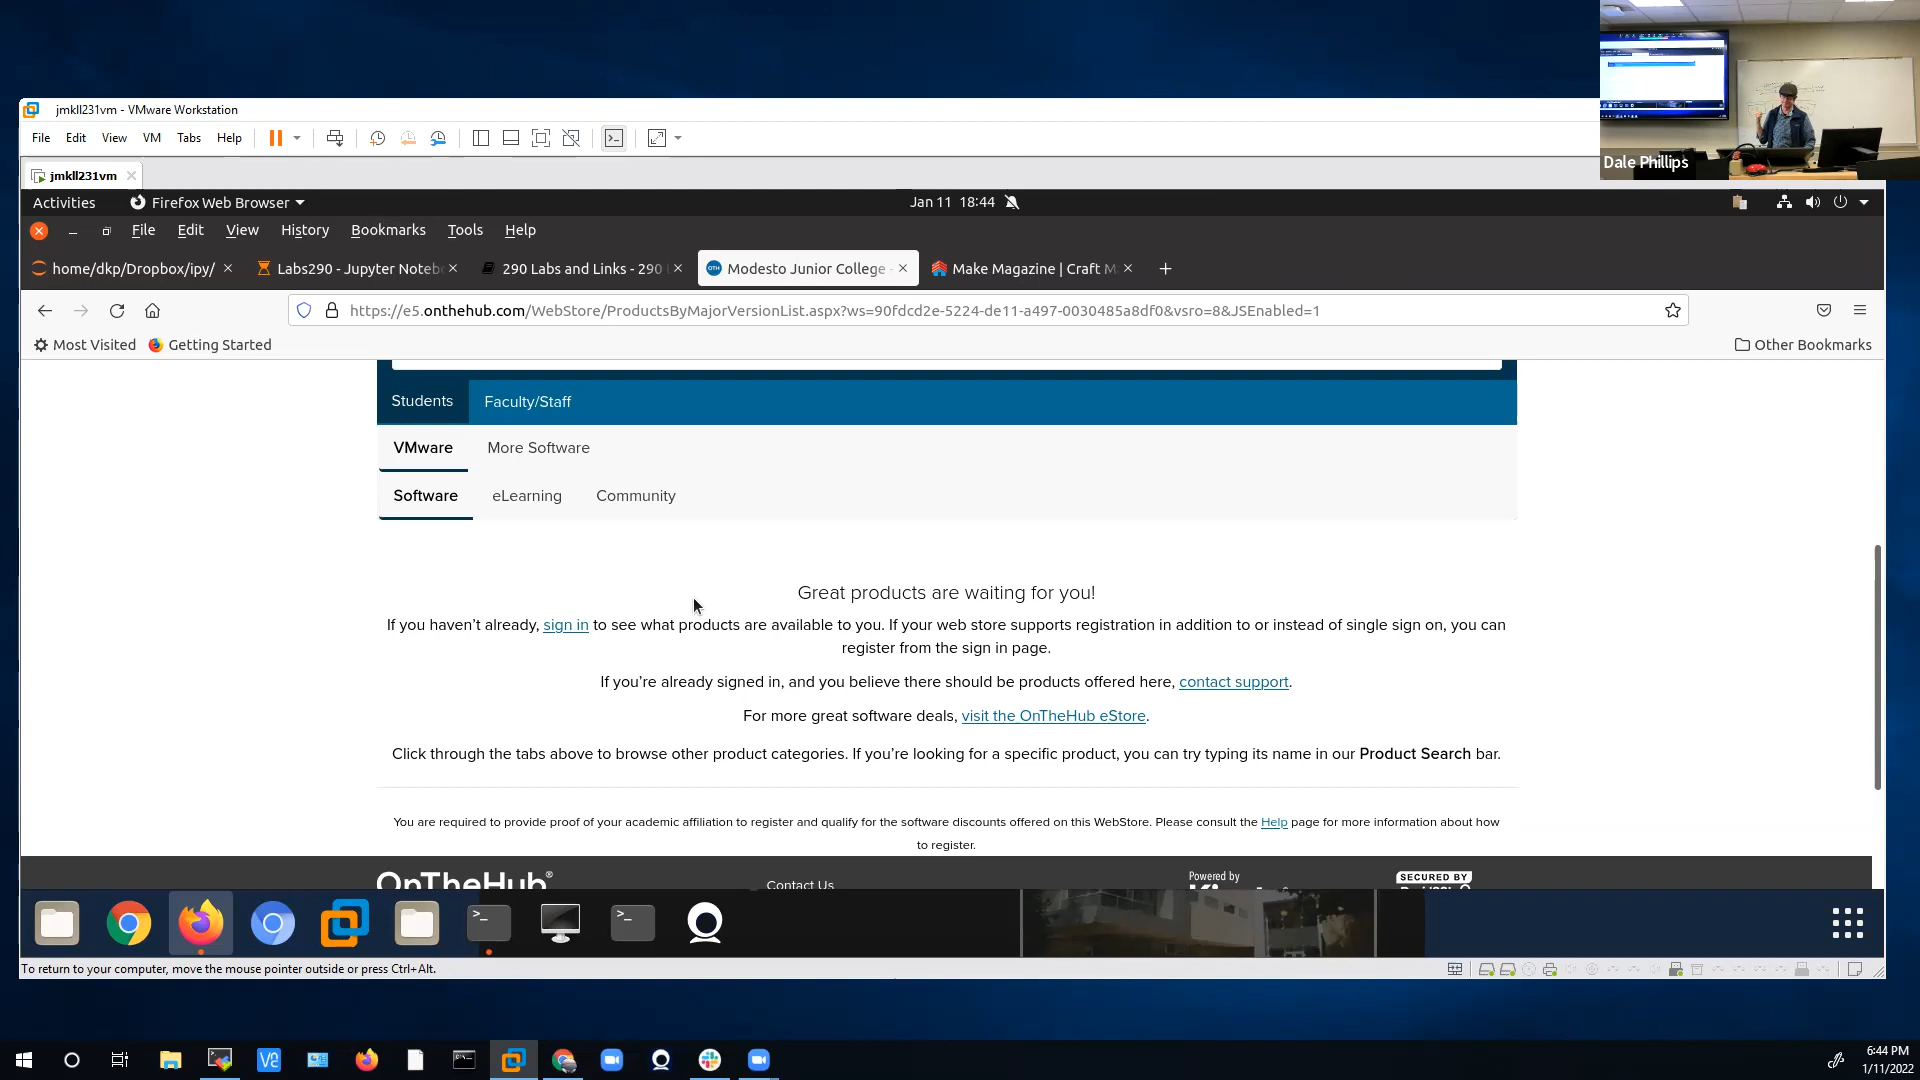 jmkll231vm - VMware Workstation
File Edit View VM Tabs Help
Dale Phillips
jmkll231vm
Activities Firefox Web Browser Jan 11 18:44
File Edit View History Bookmarks Tools Help
home/dkp/Dropbox/ipy/ Labs290 - Jupyter Noteb 290 Labs and Links - 290 Modesto Junior College - Make Magazine | Craft M
https://e5.onthehub.com/WebStore/ProductsByMajorVersionList.aspx?ws=90fdcd2e-5224-de11-a497-0030485a8df0&vsro=8&JSEnabled=1
Most Visited Getting Started Other Bookmarks
Students Faculty/Staff
VMware More Software
Software eLearning Community
Great products are waiting for you!
If you haven't already, sign in to see what products are available to you. If your web store supports registration in addition to or instead of single sign on, you can
register from the sign in page.
If you're already signed in, and you believe there should be products offered here, contact support.
For more great software deals, visit the OnTheHub eStore.
Click through the tabs above to browse other product categories. If you're looking for a specific product, you can try typing its name in our Product Search bar.
You are required to provide proof of your academic affiliation to register and qualify for the software discounts offered on this WebStore. Please consult the Help page for more information about how
to register.
OnTheHub® Contact Us Powered by SECURED BY
To return to your computer, move the mouse pointer outside or press Ctrl+Alt.
6:44 PM
1/11/2022